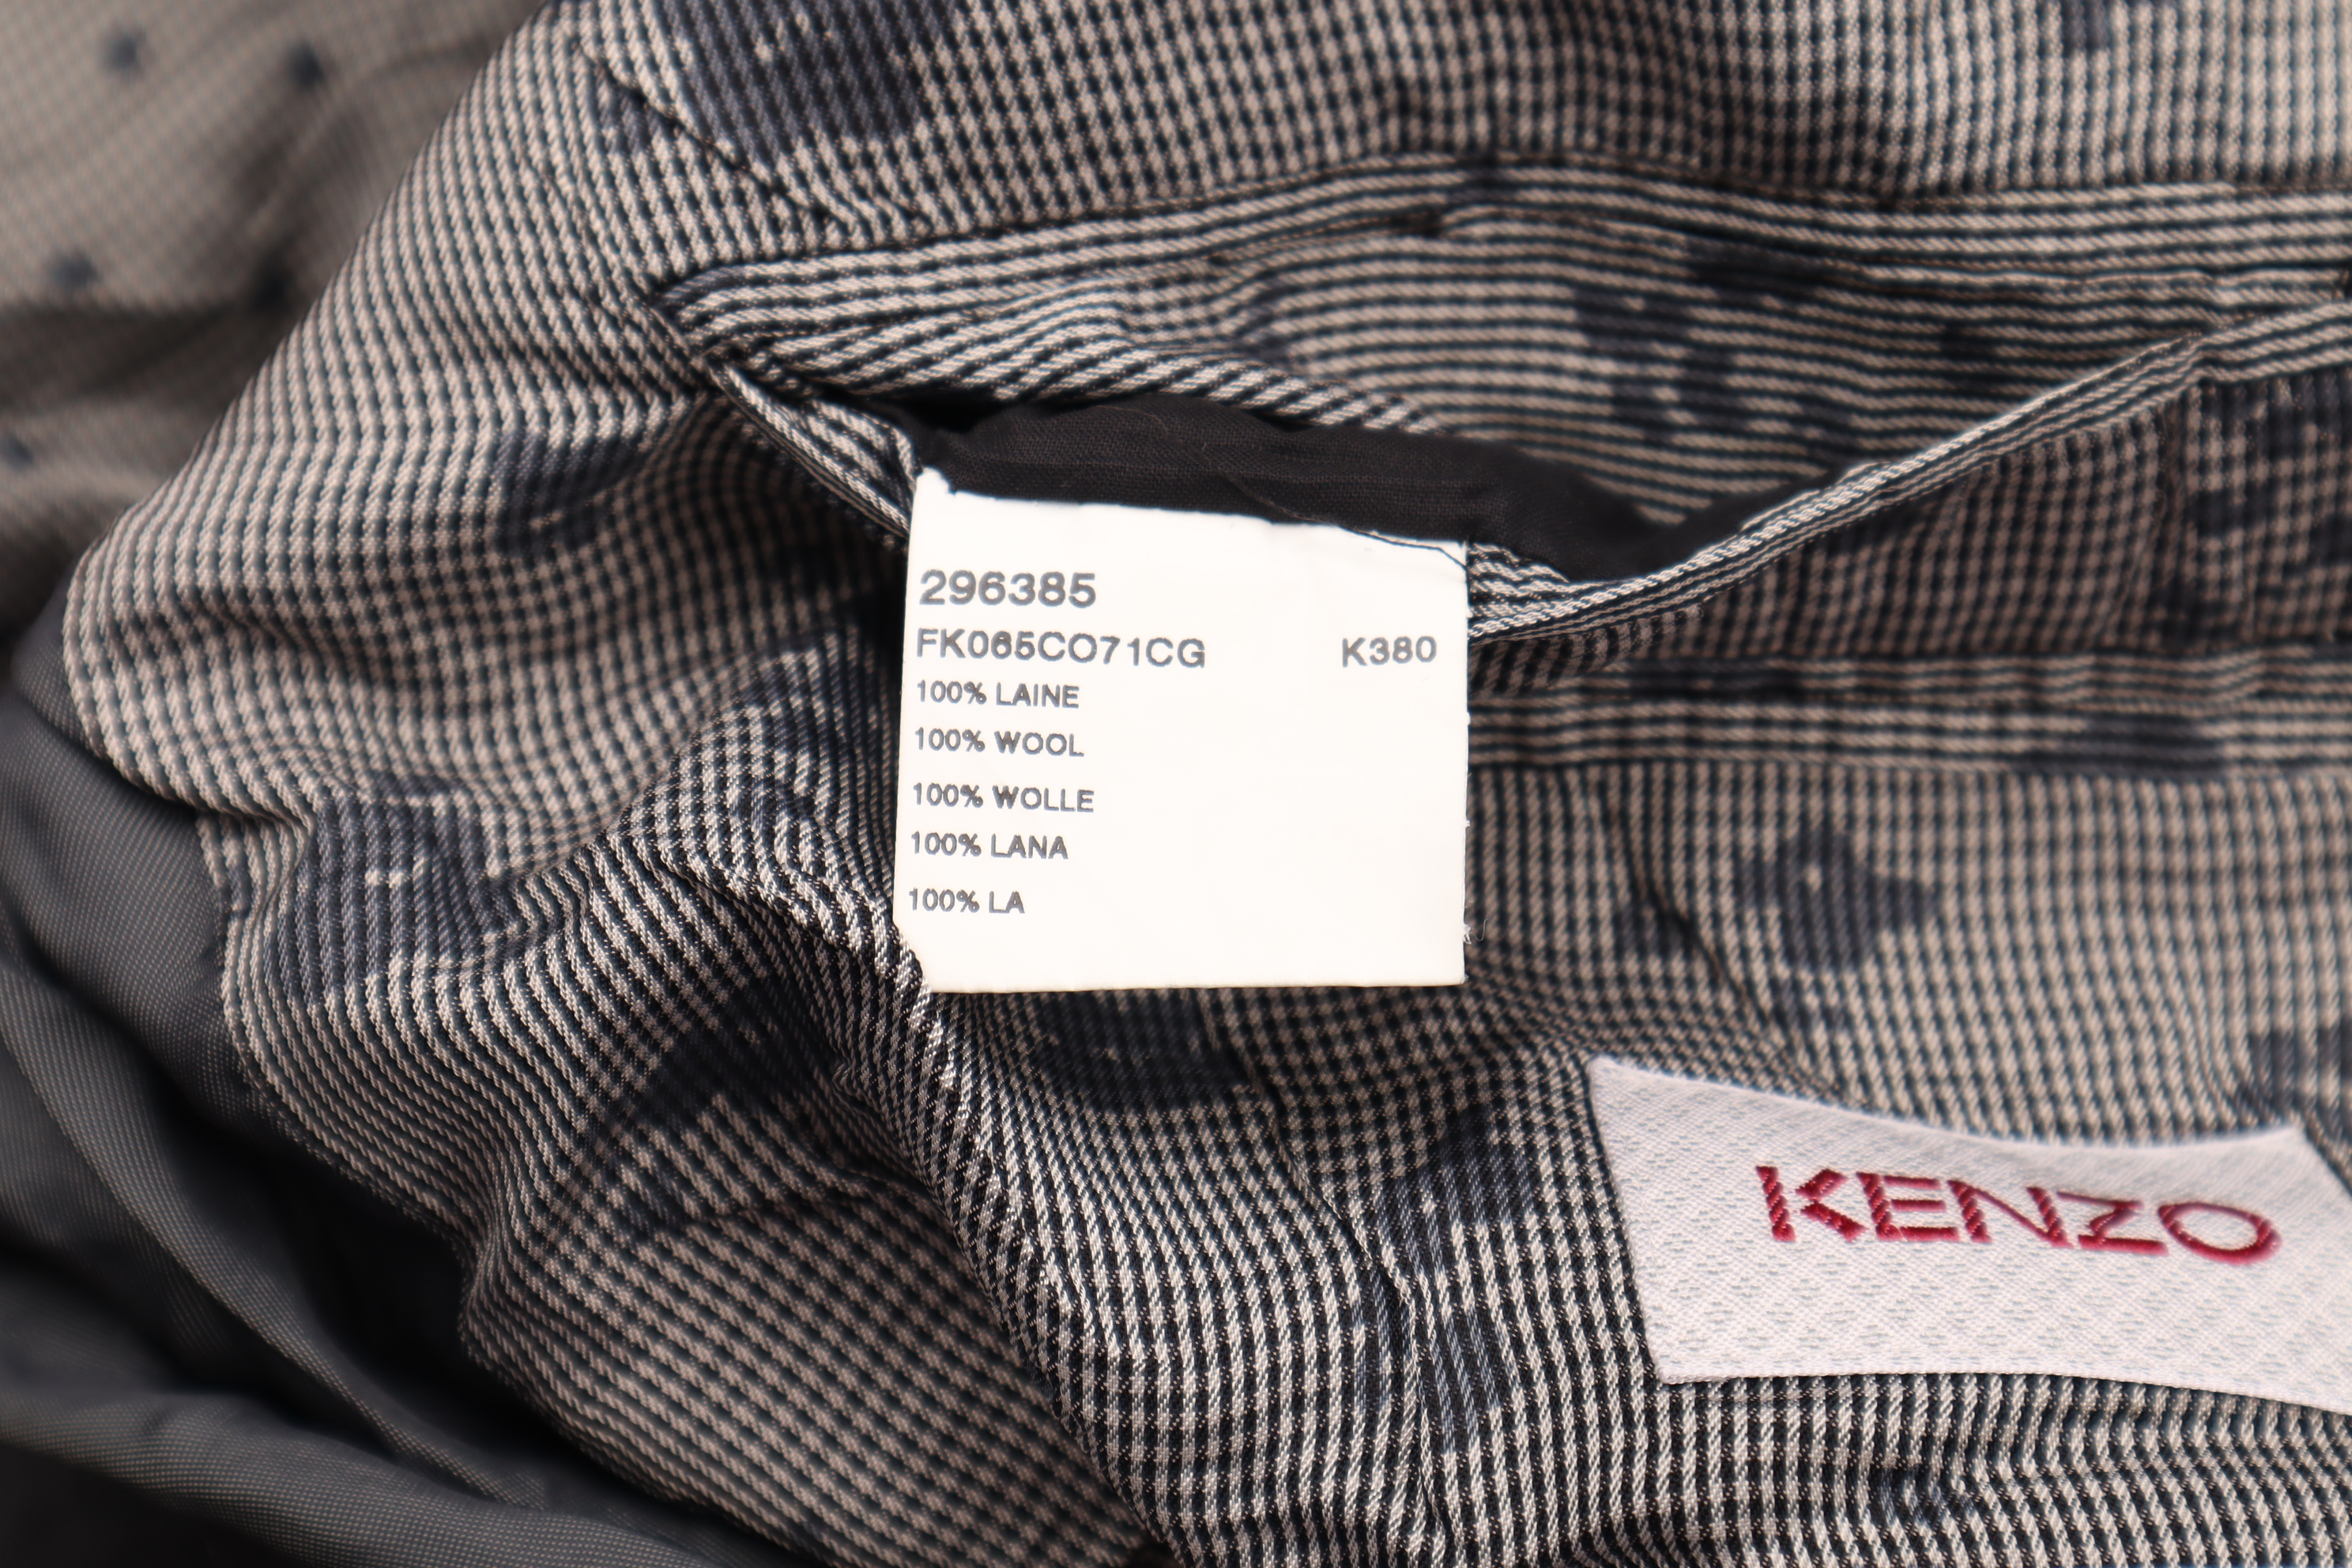 296385
FK065CO71CG K380
100% LAINE
100% WOOL
100% WOLLE
100% LANA
100% LA
KENZO